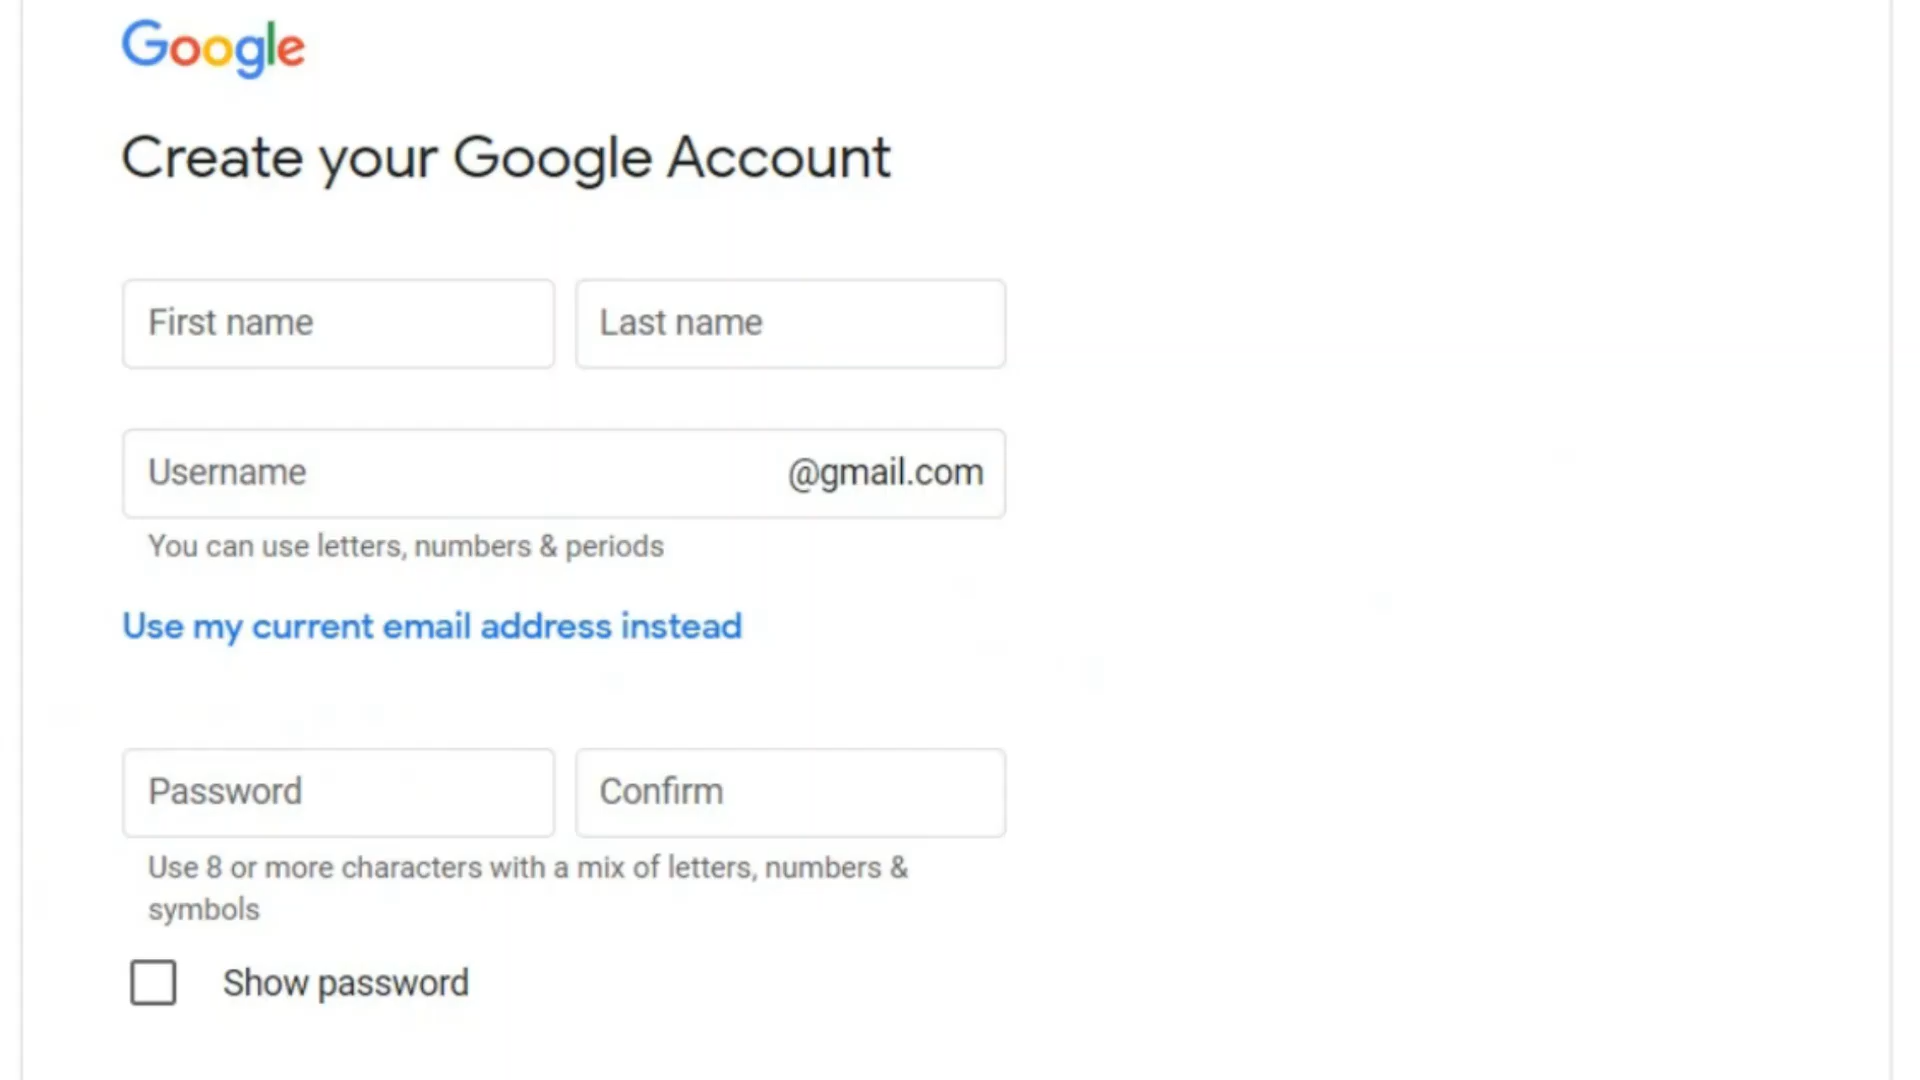 Google
Create your Google Account
First name
Last name
Username
@gmail.com
You can use letters, numbers & periods
Use my current email address instead
Password
Confirm
Use 8 or more characters with a mix of letters, numbers &
symbols
Show password